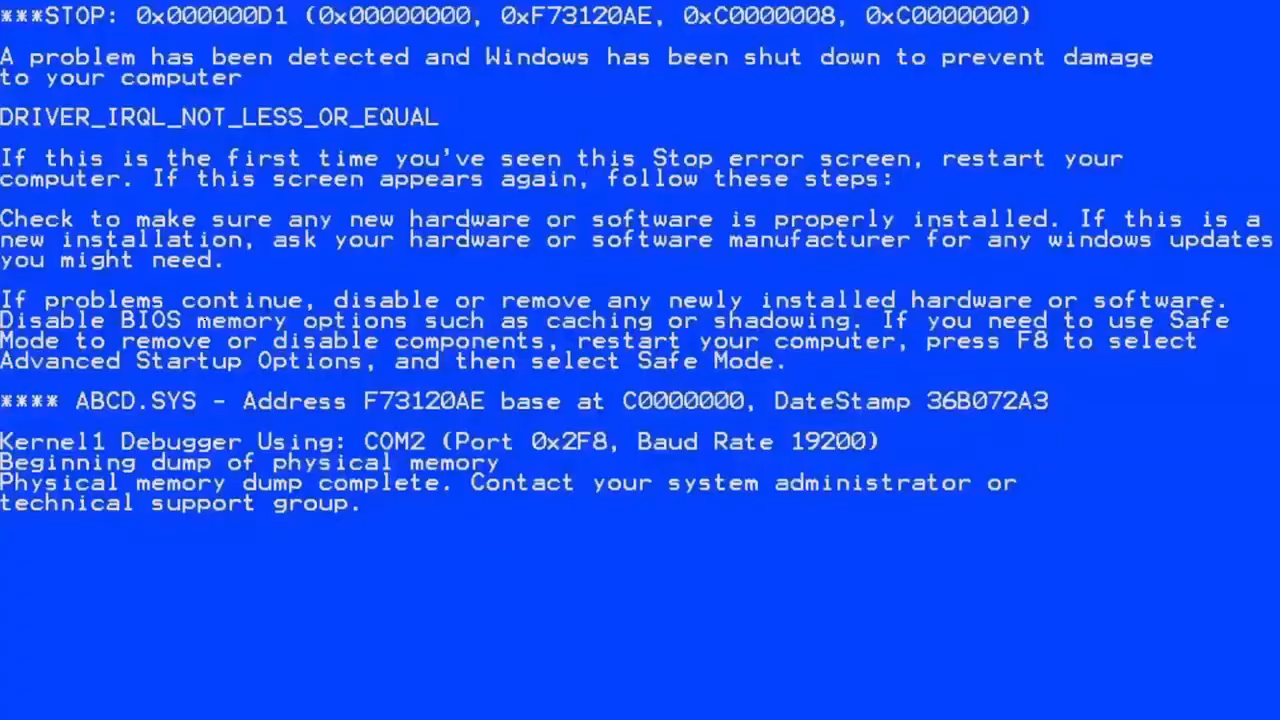 ***STOP: 0x000000D1 (0x00000000, 0xF73120AE, 0xC0000008, 0xC0000000)
A problem has been detected and Windows has been shut down to prevent damage
to your computer
DRIVER_IRQL_NOT_LESS_OR_EQUAL
If this is the first time you've seen this Stop error screen, restart your
computer. If this screen appears again, follow these steps:
Check to make sure any new hardware or software is properly installed. If this is a
new installation, ask your hardware or software manufacturer for any windows updates
you might need.
If problems continue, disable or remove any newly installed hardware or software.
Disable BIOS memory options such as caching or shadowing. If you need to use Safe
Mode to remove or disable components, restart your computer, press F8 to select
Advanced Startup Options, and then select Safe Mode.
**** ABCD.SYS - Address F73120AE base at C0000000, DateStamp 36B072A3
Kernel1 Debugger Using: COM2 (Port 0x2F8, Baud Rate 19200)
Beginning dump of physical memory
Physical memory dump complete. Contact your system administrator or
technical support group.